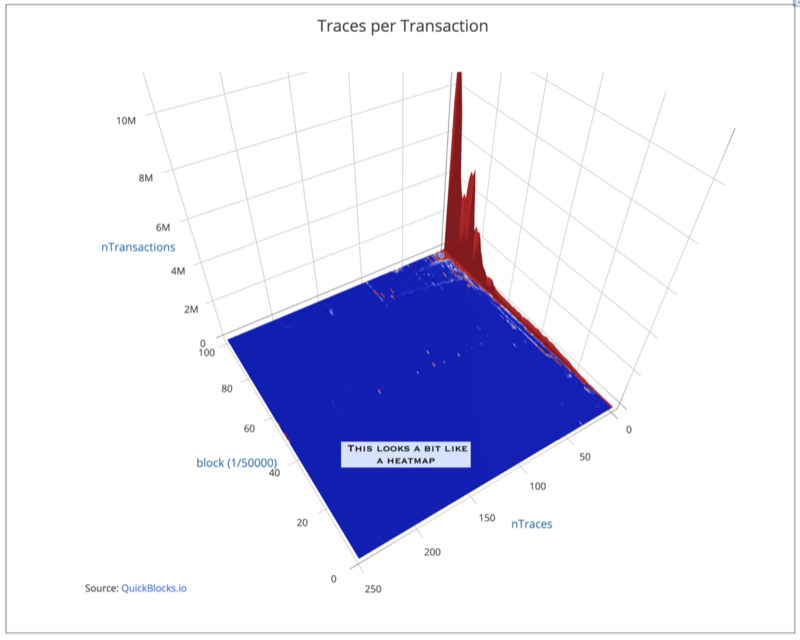 Traces per Transaction
10M
8M
6M
nTransactions
4M
2M
0
100
80
60
block (1/50000)
40
20
0
0
50
100
150
nTraces
200
250
THIS LOOKS A BIT LIKE
A HEATMAP
Source: QuickBlocks.io